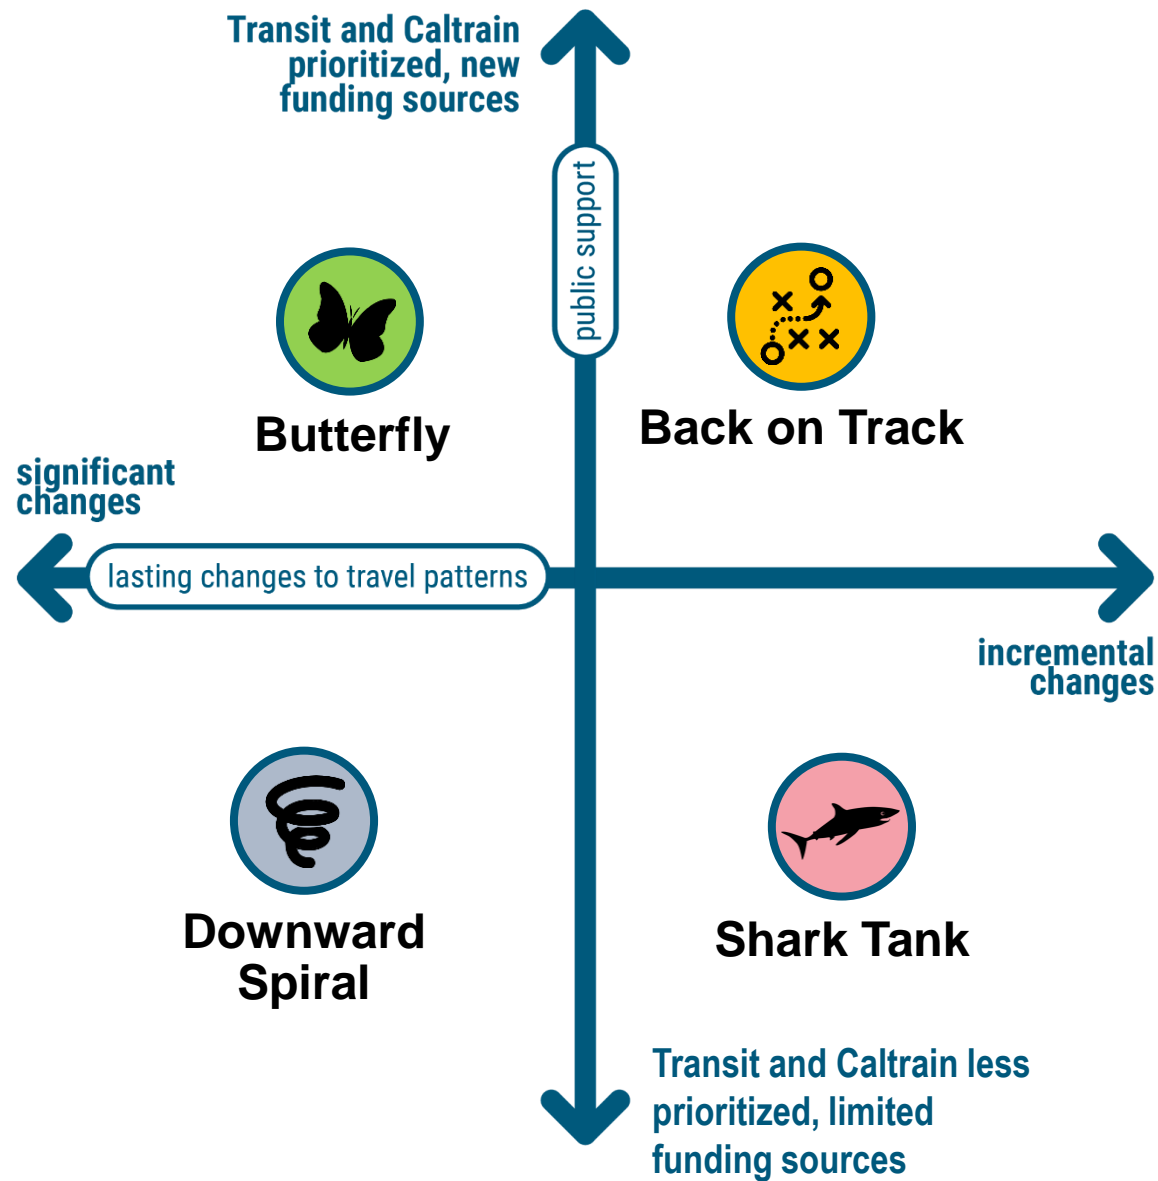 Transit and Caltrain
prioritized, new
funding sources
public support
Butterfly
Back on Track
significant
changes
lasting changes to travel patterns
incremental
changes
Downward
Spiral
Shark Tank
Transit and Caltrain less
prioritized, limited
funding sources